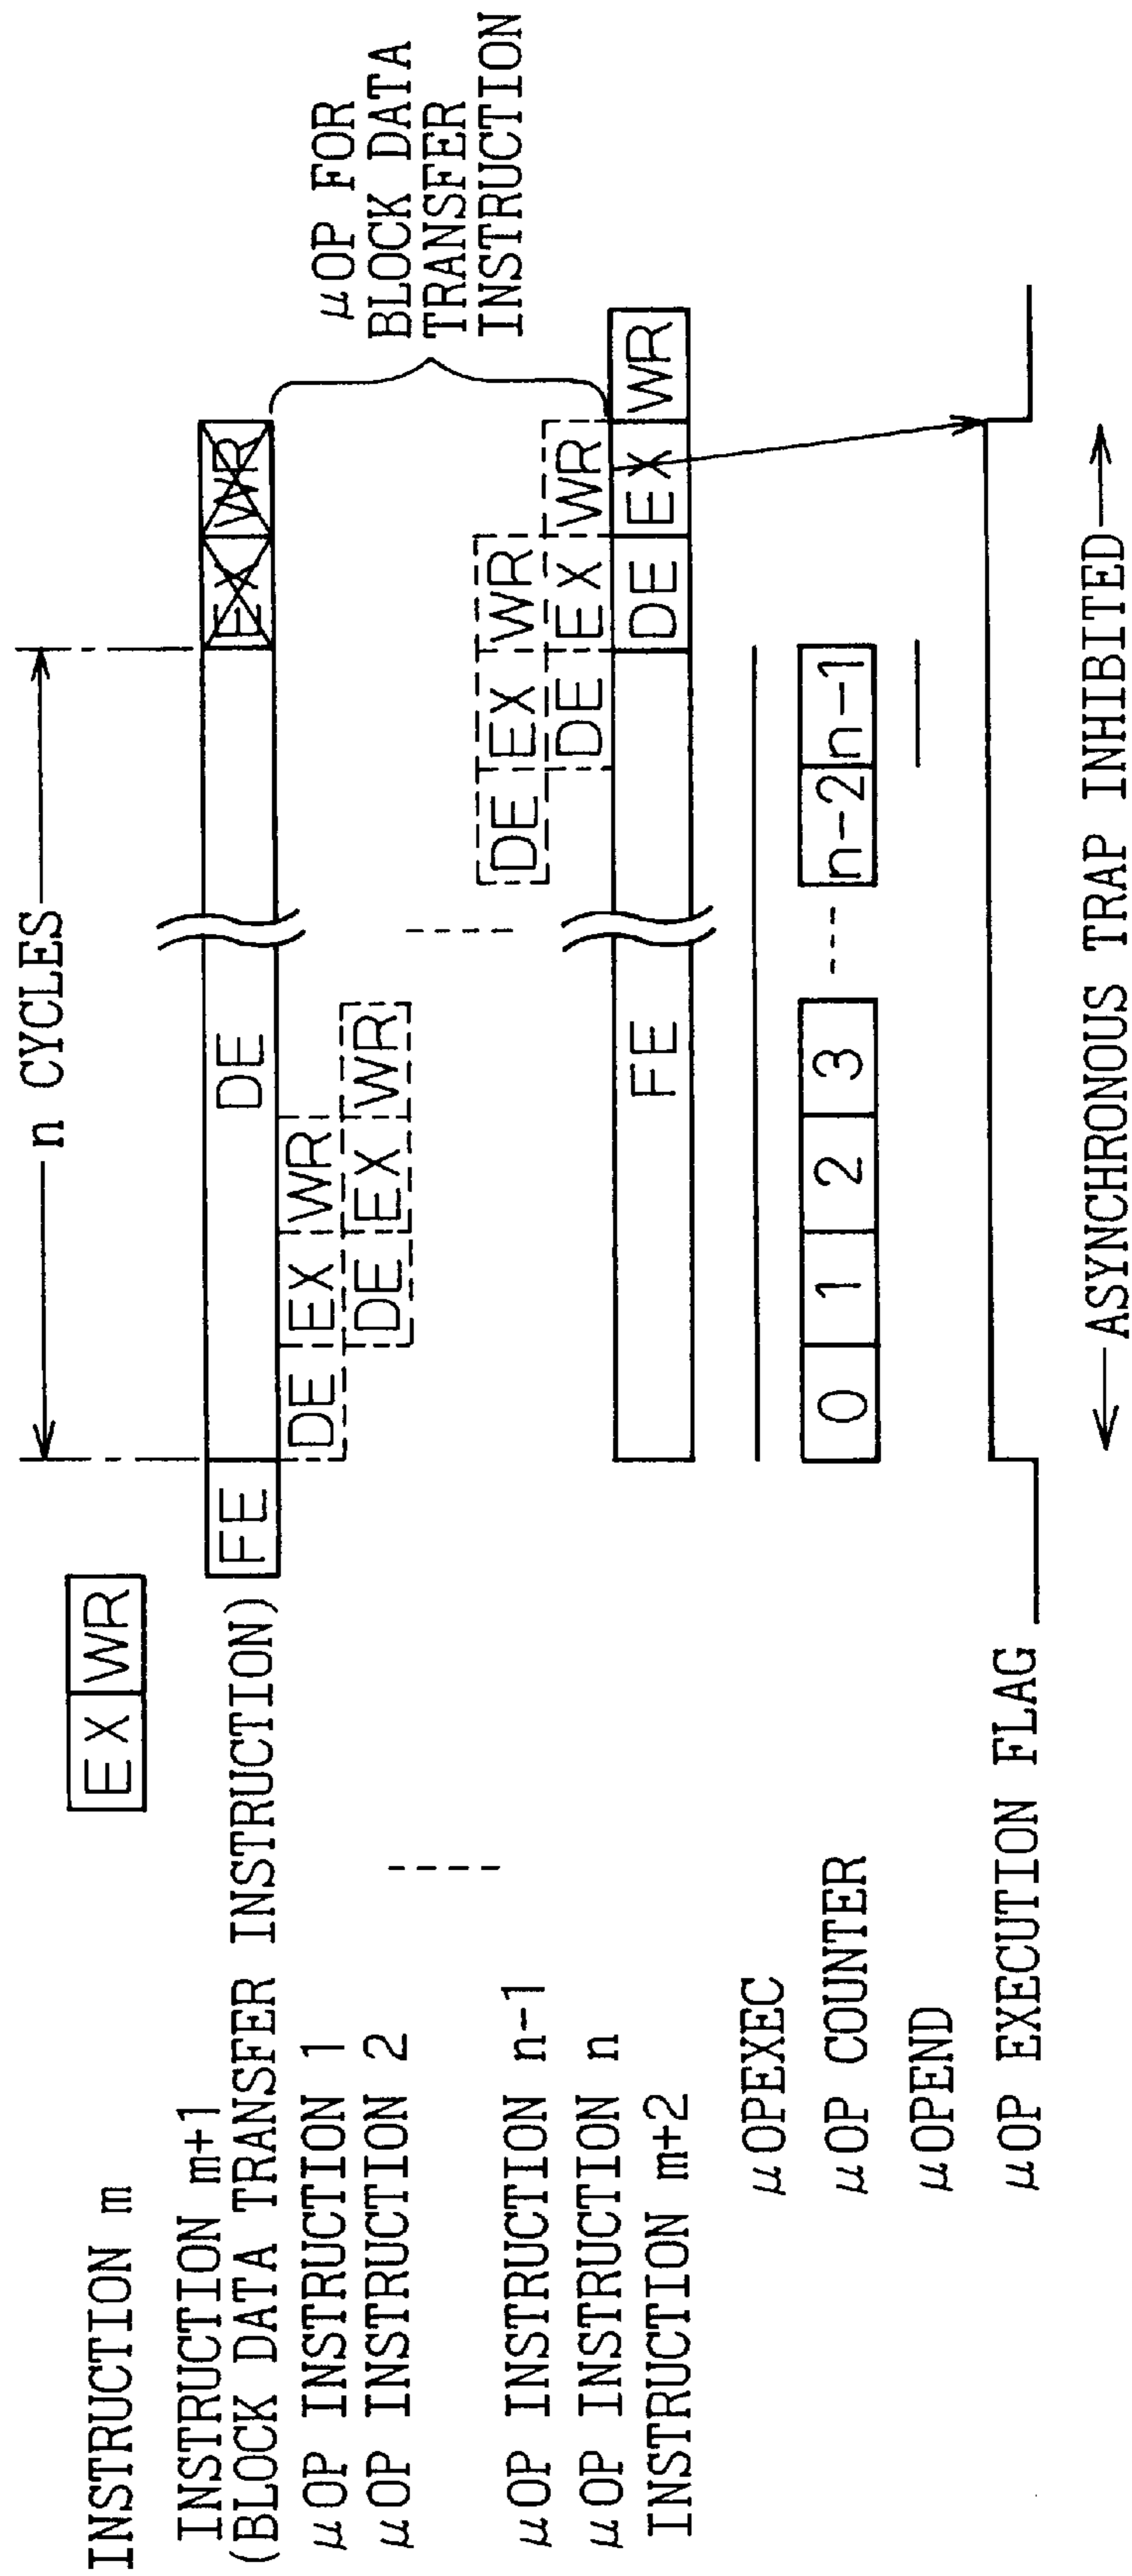 n CYCLES
INSTRUCTION m
EX WR
INSTRUCTION m+1
(BLOCK DATA TRANSFER INSTRUCTION)
FE DE EX WR
μOP INSTRUCTION 1
DE EX WR
μOP INSTRUCTION 2
DE EX WR
μOP FOR
BLOCK DATA
TRANSFER
INSTRUCTION
μOP INSTRUCTION n-1
DE EX WR
μOP INSTRUCTION n
DE EX WR
INSTRUCTION m+2
FE DE EX WR
μOPEXEC
μOP COUNTER
0 1 2 3 --- n-2 n-1
μOPEND
μOP EXECUTION FLAG
ASYNCHRONOUS TRAP INHIBITED